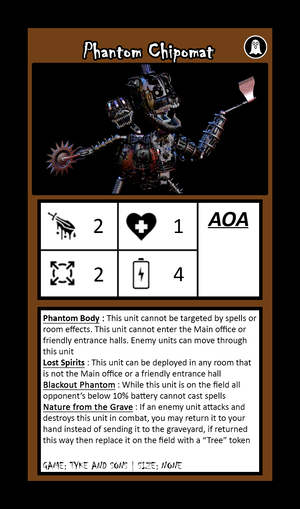 Phantom Chipomat
2
1
AOA
2
4
Phantom Body : This unit cannot be targeted by spells or
room effects. This unit cannot enter the Main office or
friendly entrance halls. Enemy units can move through
this unit
Lost Spirits : This unit can be deployed in any room that
is not the Main office or a friendly entrance hall
Blackout Phantom : While this unit is on the field all
opponent's below 10% battery cannot cast spells
Nature from the Grave : If an enemy unit attacks and
destroys this unit in combat, you may return it to your
hand instead of sending it to the graveyard, if returned
this way then replace it on the field with a "Tree" token
GAME: TYKE AND SONS | SIZE: NONE